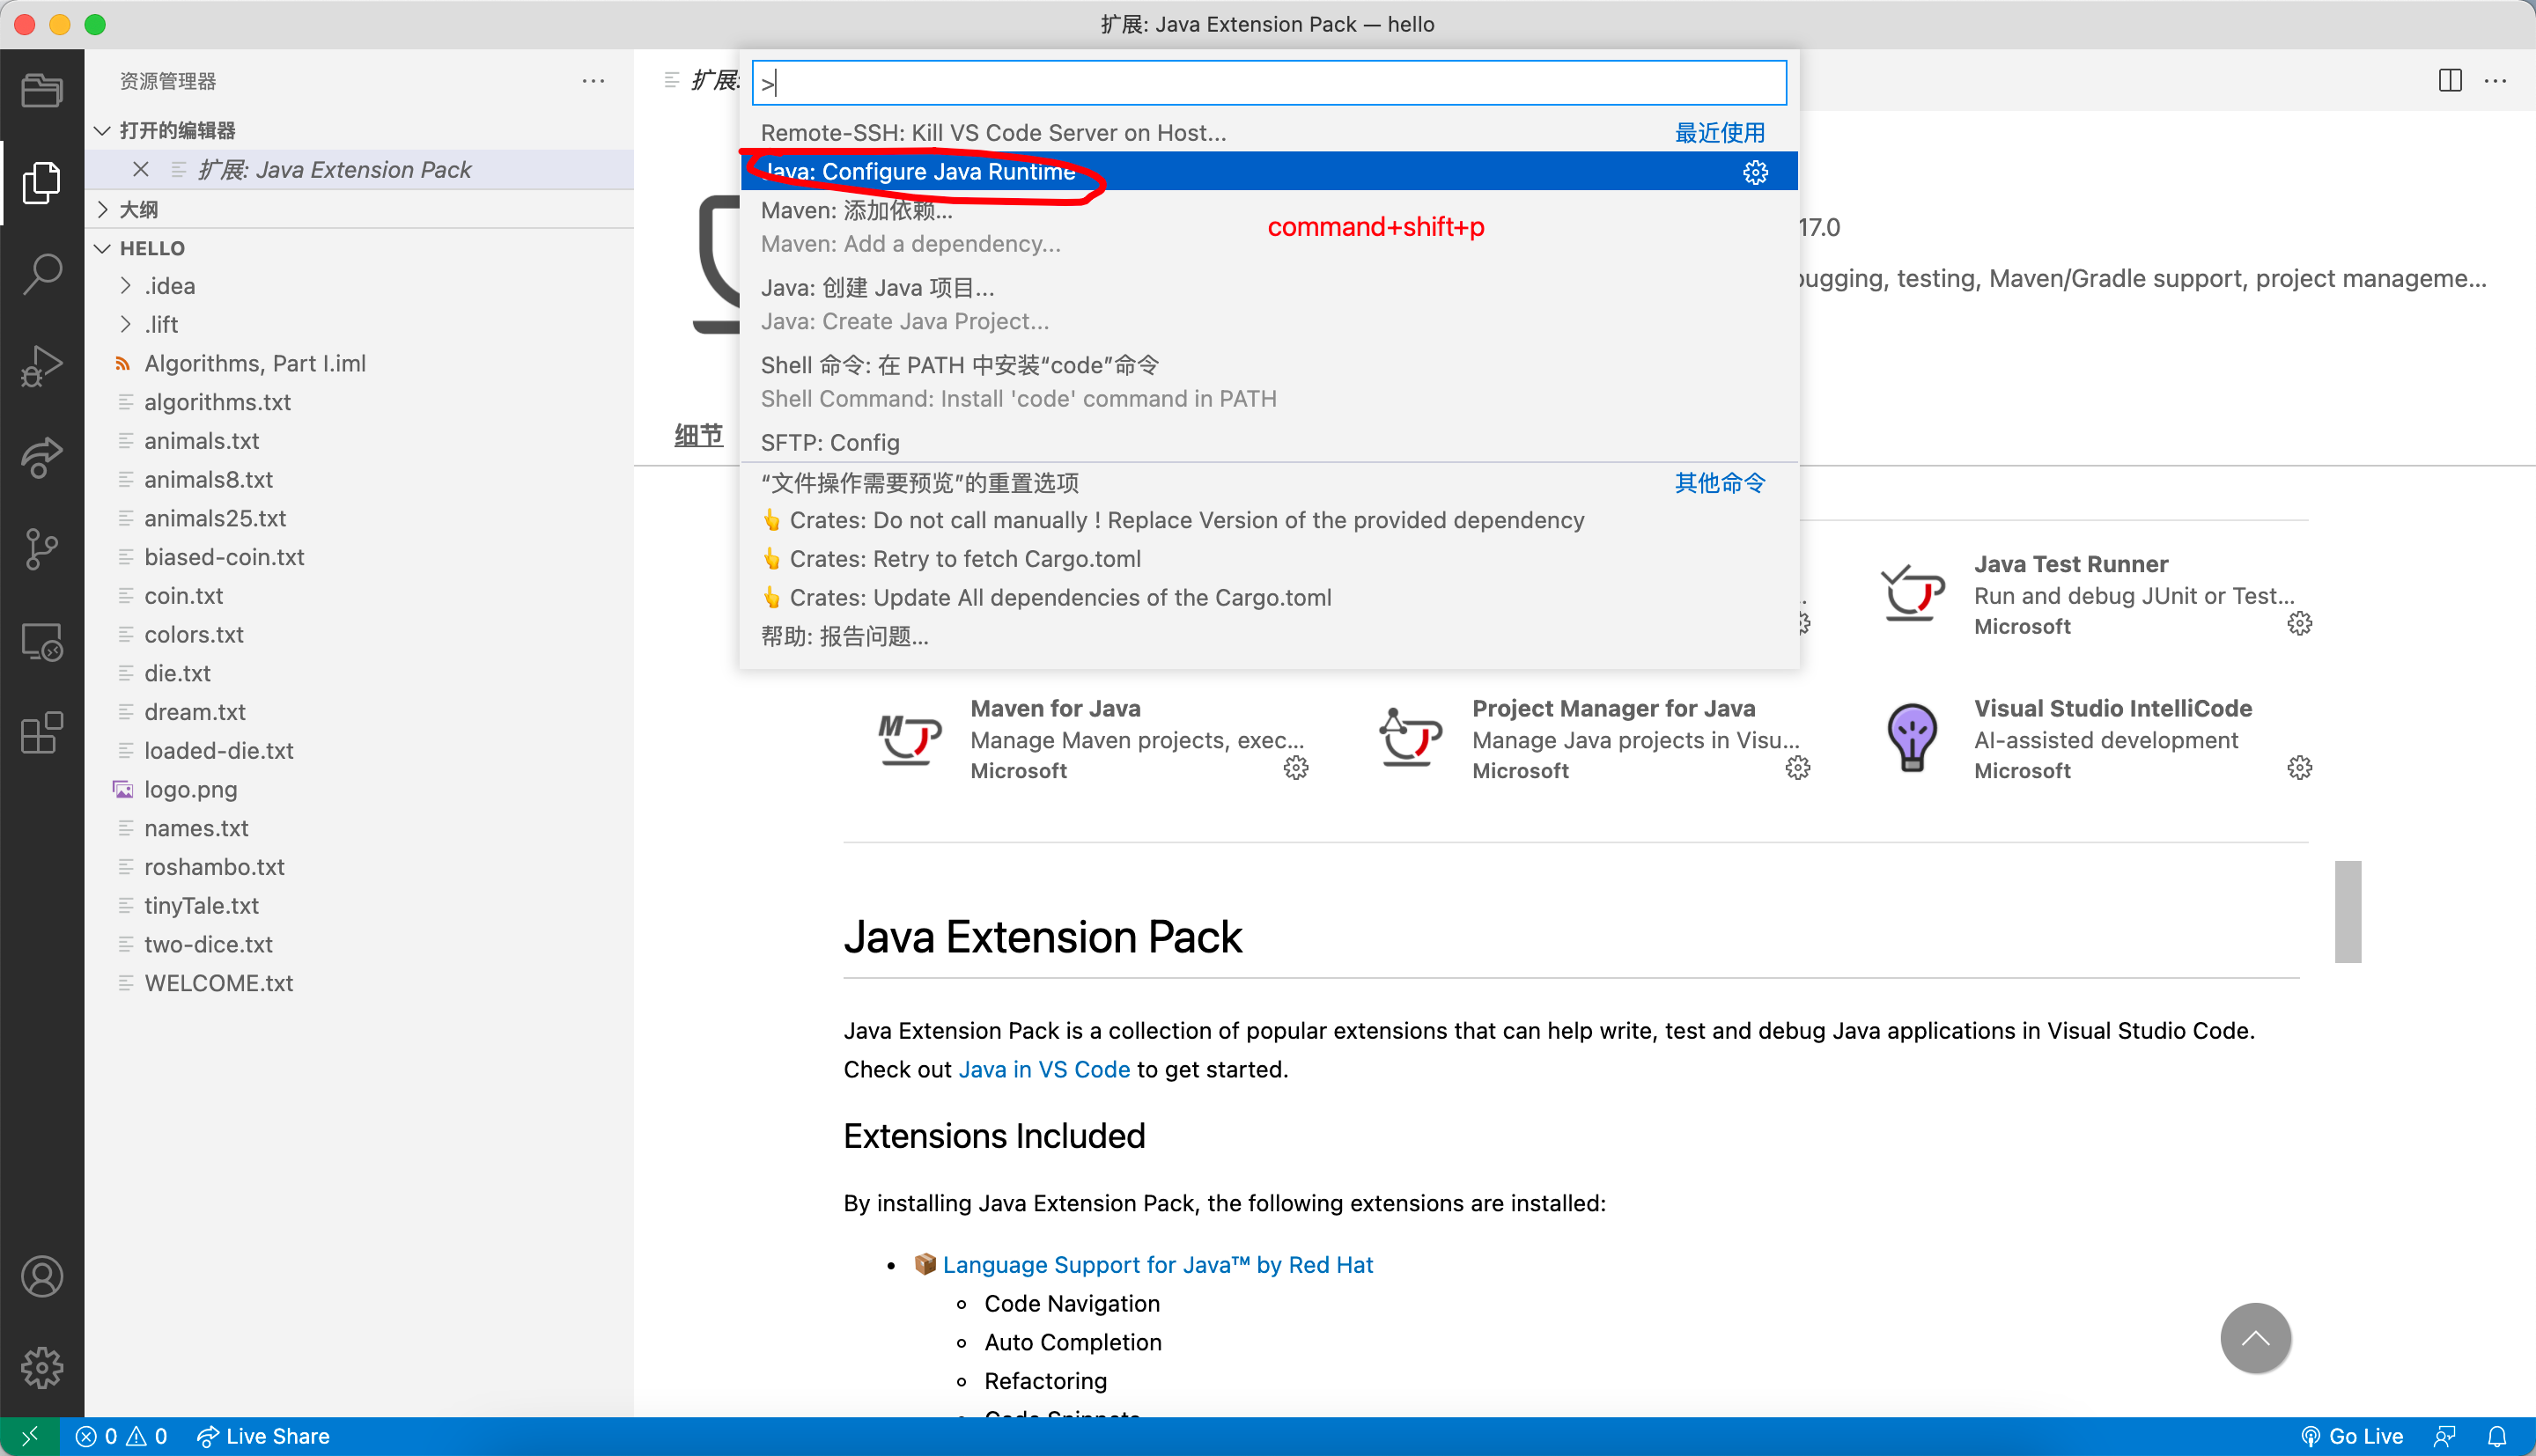 扩展: Java Extension Pack — hello
资源管理器
打开的编辑器
扩展: Java Extension Pack
大纲
HELLO
.idea
.lift
Algorithms, Part I.iml
algorithms.txt
animals.txt
animals8.txt
animals25.txt
biased-coin.txt
coin.txt
colors.txt
die.txt
dream.txt
loaded-die.txt
logo.png
names.txt
roshambo.txt
tinyTale.txt
two-dice.txt
WELCOME.txt
扩展:
>
Remote-SSH: Kill VS Code Server on Host...
最近使用
Java: Configure Java Runtime
Maven: 添加依赖...
Maven: Add a dependency...
command+shift+p
Java: 创建 Java 项目...
Java: Create Java Project...
Shell 命令: 在 PATH 中安装“code”命令
Shell Command: Install 'code' command in PATH
SFTP: Config
“文件操作需要预览”的重置选项
其他命令
👆 Crates: Do not call manually ! Replace Version of the provided dependency
👆 Crates: Retry to fetch Cargo.toml
👆 Crates: Update All dependencies of the Cargo.toml
帮助: 报告问题...
17.0
ugging, testing, Maven/Gradle support, project manageme...
细节
Java Test Runner
Run and debug JUnit or Test...
Microsoft
Maven for Java
Manage Maven projects, exec...
Microsoft
Project Manager for Java
Manage Java projects in Visu...
Microsoft
Visual Studio IntelliCode
AI-assisted development
Microsoft
Java Extension Pack
Java Extension Pack is a collection of popular extensions that can help write, test and debug Java applications in Visual Studio Code.
Check out Java in VS Code to get started.
Extensions Included
By installing Java Extension Pack, the following extensions are installed:
📦 Language Support for Java™ by Red Hat
Code Navigation
Auto Completion
Refactoring
Code Snippets
0 0 Live Share
Go Live